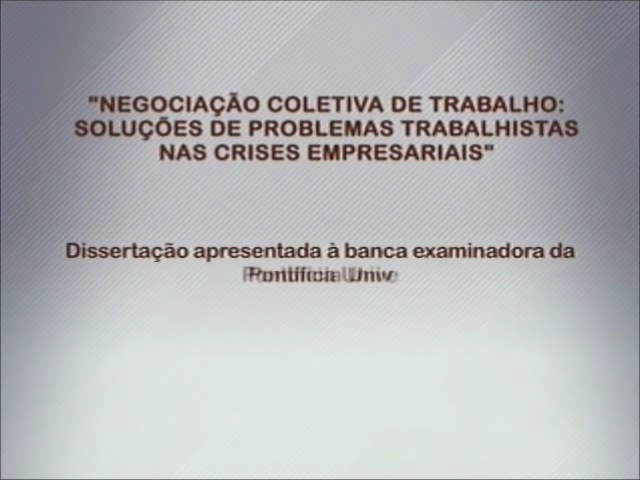 "NEGOCIAÇÃO COLETIVA DE TRABALHO:
SOLUÇÕES DE PROBLEMAS TRABALHISTAS
NAS CRISES EMPRESARIAIS"
Dissertação apresentada à banca examinadora da